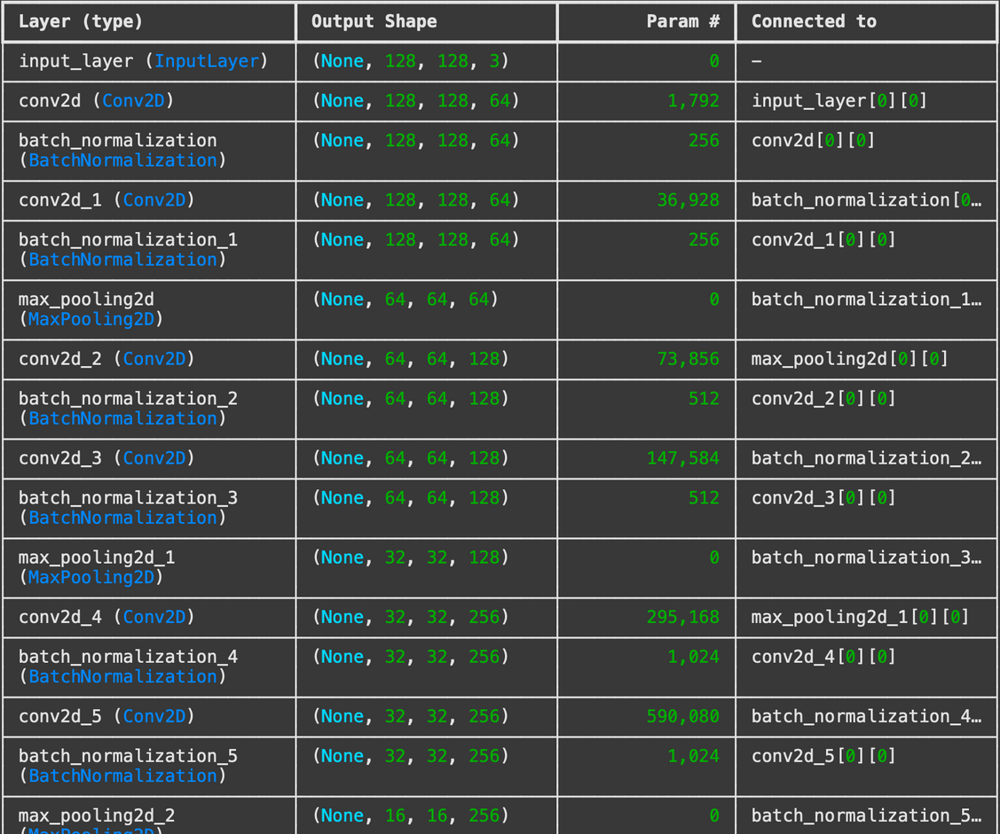 Layer (type) Output Shape Param # Connected to
input_layer (InputLayer) (None, 128, 128, 3) 0 –
conv2d (Conv2D) (None, 128, 128, 64) 1,792 input_layer[0][0]
batch_normalization (None, 128, 128, 64) 256 conv2d[0][0]
(BatchNormalization)
conv2d_1 (Conv2D) (None, 128, 128, 64) 36,928 batch_normalization[0…
batch_normalization_1 (None, 128, 128, 64) 256 conv2d_1[0][0]
(BatchNormalization)
max_pooling2d (None, 64, 64, 64) 0 batch_normalization_1…
(MaxPooling2D)
conv2d_2 (Conv2D) (None, 64, 64, 128) 73,856 max_pooling2d[0][0]
batch_normalization_2 (None, 64, 64, 128) 512 conv2d_2[0][0]
(BatchNormalization)
conv2d_3 (Conv2D) (None, 64, 64, 128) 147,584 batch_normalization_2…
batch_normalization_3 (None, 64, 64, 128) 512 conv2d_3[0][0]
(BatchNormalization)
max_pooling2d_1 (None, 32, 32, 128) 0 batch_normalization_3…
(MaxPooling2D)
conv2d_4 (Conv2D) (None, 32, 32, 256) 295,168 max_pooling2d_1[0][0]
batch_normalization_4 (None, 32, 32, 256) 1,024 conv2d_4[0][0]
(BatchNormalization)
conv2d_5 (Conv2D) (None, 32, 32, 256) 590,080 batch_normalization_4…
batch_normalization_5 (None, 32, 32, 256) 1,024 conv2d_5[0][0]
(BatchNormalization)
max_pooling2d_2 (None, 16, 16, 256) 0 batch_normalization_5…
(MaxPooling2D)